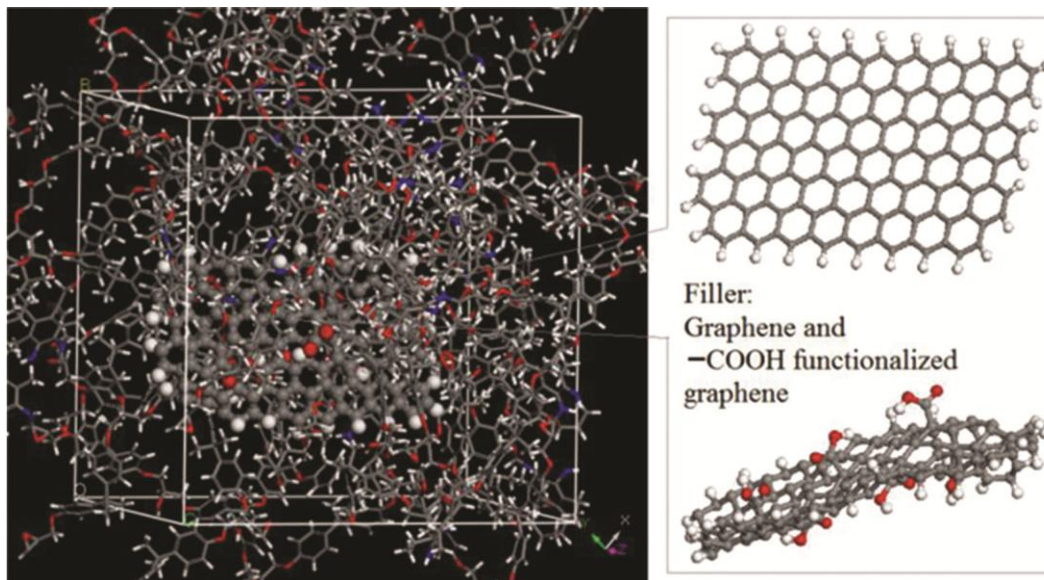 B
Filler:
Graphene and
–COOH functionalized
graphene
X